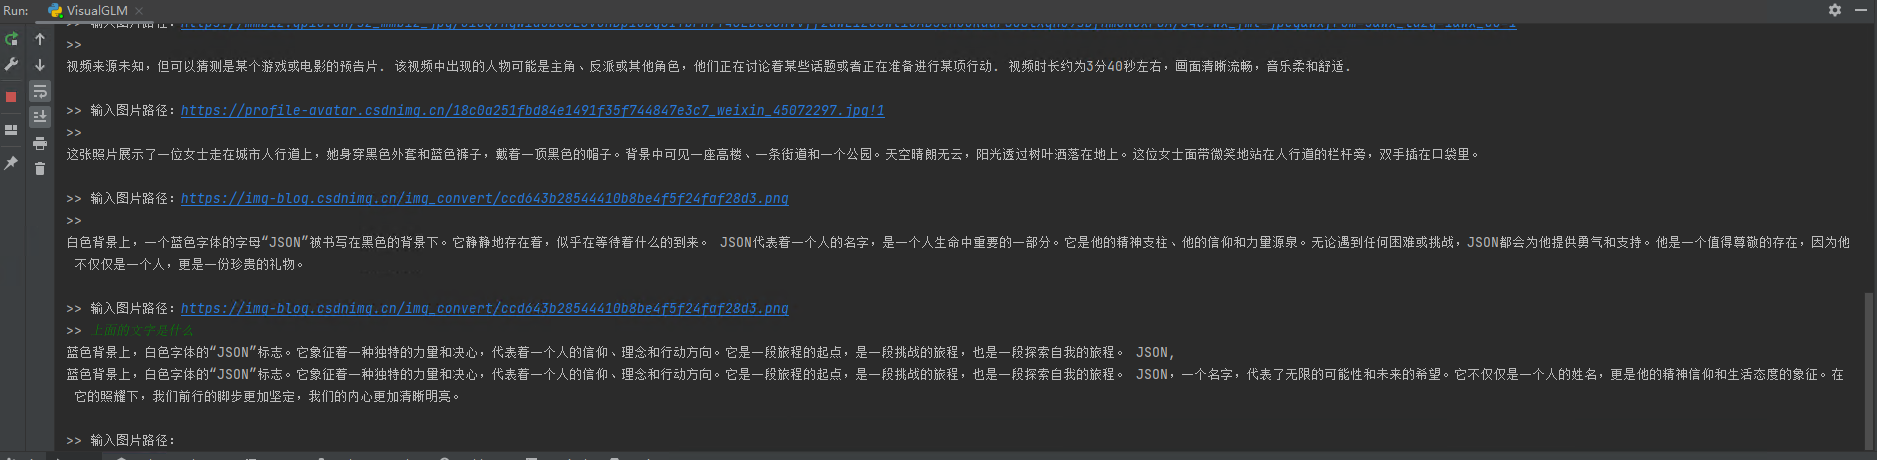 Run: VisualGLM
>> 输入图片路径：
>>
视频来源未知，但可以猜测是某个游戏或电影的预告片. 该视频中出现的人物可能是主角、反派或其他角色，他们正在讨论着某些话题或者正在准备进行某项行动. 视频时长约为3分40秒左右，画面清晰流畅，音乐柔和舒适.
>> 输入图片路径：https://profile-avatar.csdnimg.cn/18c0a251fbd84e1491f35f744847e3c7_weixin_45072297.jpg!1
>>
这张照片展示了一位女士走在城市人行道上，她身穿黑色外套和蓝色裤子，戴着一顶黑色的帽子。背景中可见一座高楼、一条街道和一个公园。天空晴朗无云，阳光透过树叶洒落在地上。这位女士面带微笑地站在人行道的栏杆旁，双手插在口袋里。
>> 输入图片路径：https://img-blog.csdnimg.cn/img_convert/ccd643b28544410b8be4f5f24faf28d3.png
>>
白色背景上，一个蓝色字体的字母“JSON”被书写在黑色的背景下。它静静地存在着，似乎在等待着什么的到来。 JSON代表着一个人的名字，是一个人生命中重要的一部分。它是他的精神支柱、他的信仰和力量源泉。无论遇到任何困难或挑战，JSON都会为他提供勇气和支持。他是一个值得尊敬的存在，因为他
不仅仅是一个人，更是一份珍贵的礼物。
>> 输入图片路径：https://img-blog.csdnimg.cn/img_convert/ccd643b28544410b8be4f5f24faf28d3.png
>> 上面的文字是什么
蓝色背景上，白色字体的“JSON”标志。它象征着一种独特的力量和决心，代表着一个人的信仰、理念和行动方向。它是一段旅程的起点，是一段挑战的旅程，也是一段探索自我的旅程。 JSON,
蓝色背景上，白色字体的“JSON”标志。它象征着一种独特的力量和决心，代表着一个人的信仰、理念和行动方向。它是一段旅程的起点，是一段挑战的旅程，也是一段探索自我的旅程。 JSON，一个名字，代表了无限的可能性和未来的希望。它不仅仅是一个人的姓名，更是他的精神信仰和生活态度的象征。在
它的照耀下，我们前行的脚步更加坚定，我们的内心更加清晰明亮。
>> 输入图片路径：